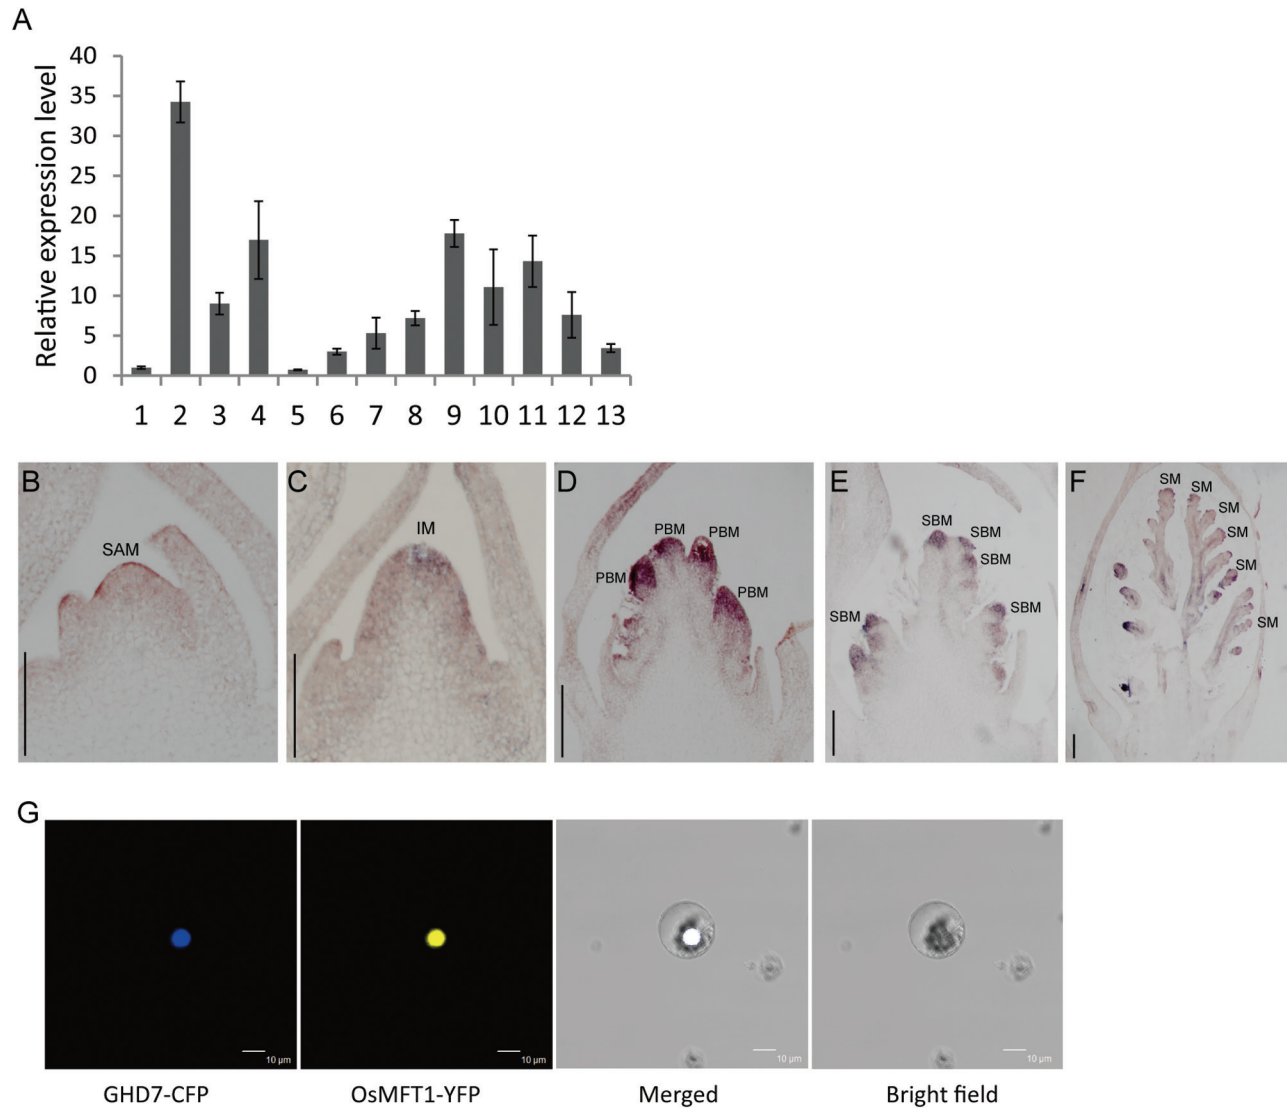 A
Relative expression level
40
35
30
25
20
15
10
5
0
1 2 3 4 5 6 7 8 9 10 11 12 13
B
SAM
C
IM
D
PBM PBM
PBM
PBM
E
SBM SBM
SBM
SBM SBM
F
SM SM
SM
SM
SM
SM
G
10 µm 10 µm 10 µm 10 µm
GHD7-CFP OsMFT1-YFP Merged Bright field